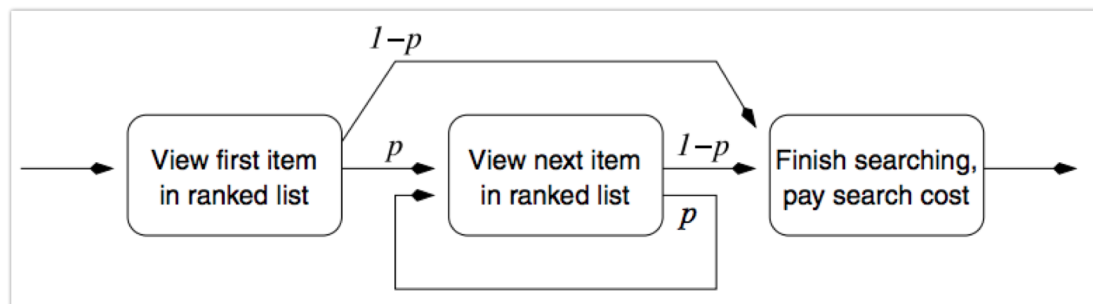 1−p
View first item
in ranked list
p
View next item
in ranked list
1−p
p
Finish searching,
pay search cost